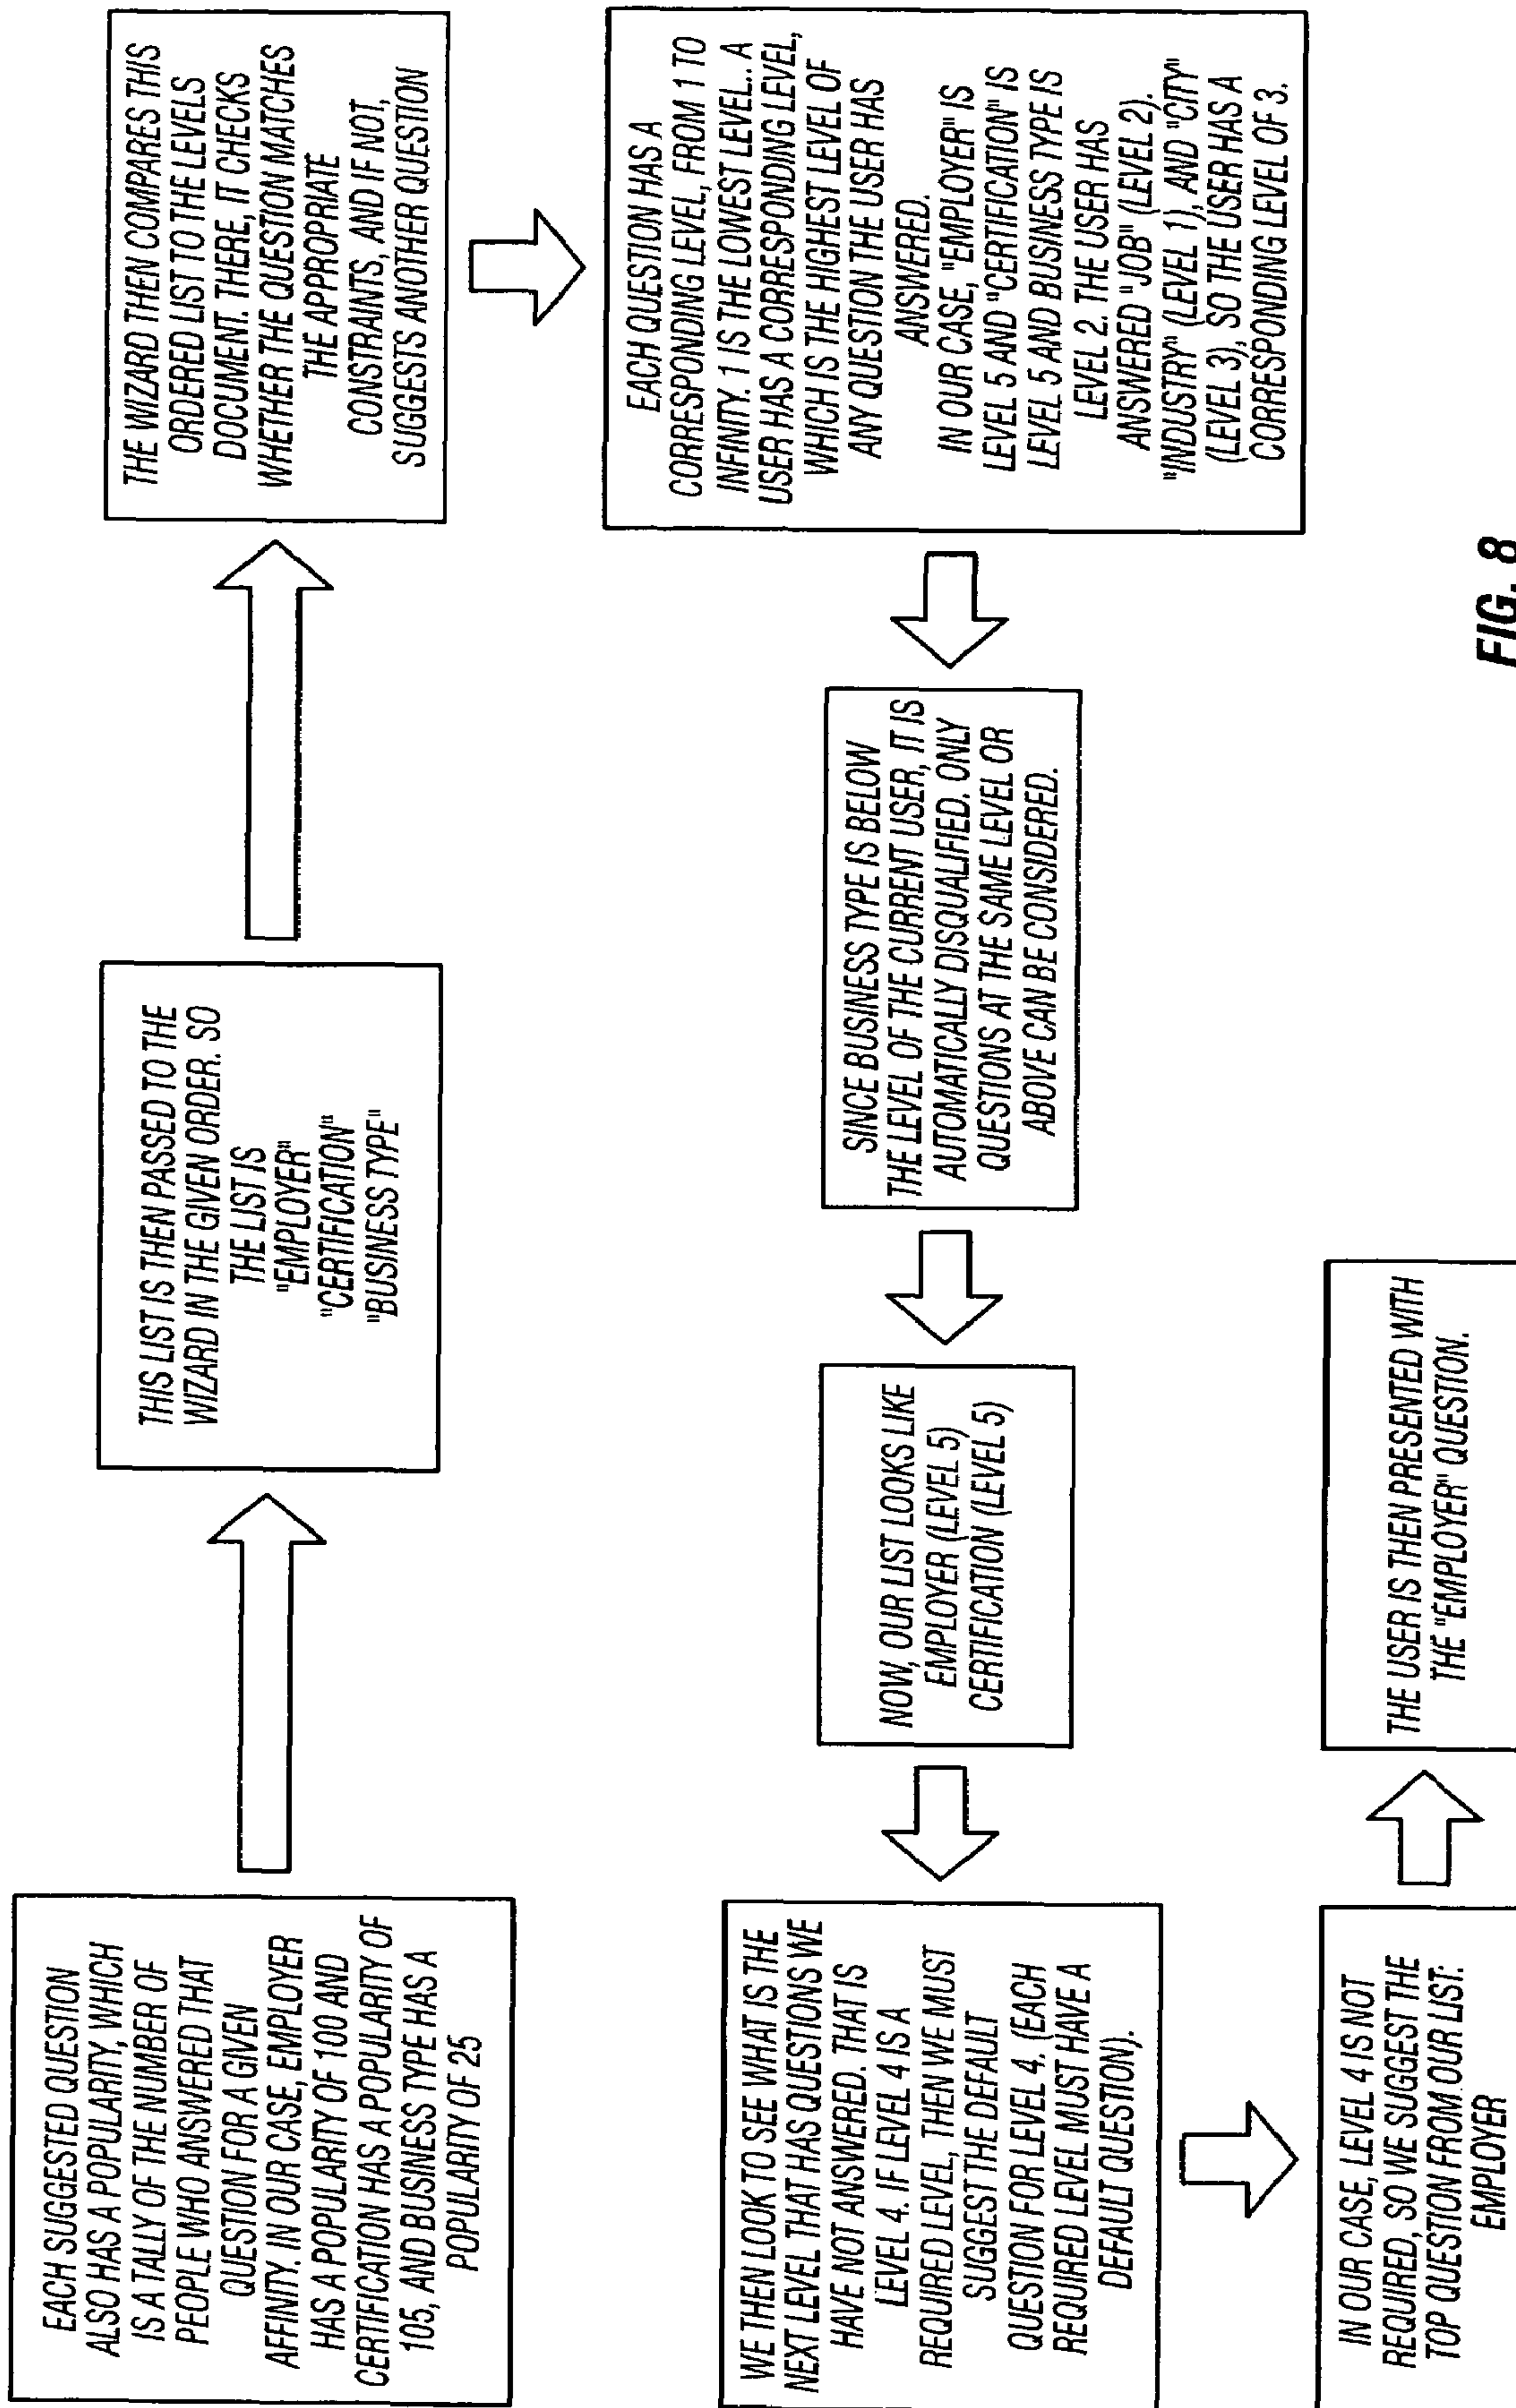 EACH SUGGESTED QUESTION
ALSO HAS A POPULARITY, WHICH
IS A TALLY OF THE NUMBER OF
PEOPLE WHO ANSWERED THAT
QUESTION FOR A GIVEN
AFFINITY. IN OUR CASE, EMPLOYER
HAS A POPULARITY OF 100 AND
CERTIFICATION HAS A POPULARITY OF
105, AND BUSINESS TYPE HAS A
POPULARITY OF 25
THIS LIST IS THEN PASSED TO THE
WIZARD IN THE GIVEN ORDER. SO
THE LIST IS
"EMPLOYER"
"CERTIFICATION"
"BUSINESS TYPE"
THE WIZARD THEN COMPARES THIS
ORDERED LIST TO THE LEVELS
DOCUMENT. THERE, IT CHECKS
WHETHER THE QUESTION MATCHES
THE APPROPRIATE
CONSTRAINTS, AND IF NOT,
SUGGESTS ANOTHER QUESTION
EACH QUESTION HAS A
CORRESPONDING LEVEL, FROM 1 TO
INFINITY. 1 IS THE LOWEST LEVEL.. A
USER HAS A CORRESPONDING LEVEL,
WHICH IS THE HIGHEST LEVEL OF
ANY QUESTION THE USER HAS
ANSWERED.
IN OUR CASE, "EMPLOYER" IS
LEVEL 5 AND "CERTIFICATION" IS
LEVEL 5 AND BUSINESS TYPE IS
LEVEL 2. THE USER HAS
ANSWERED "JOB" (LEVEL 2).
"INDUSTRY" (LEVEL 1), AND "CITY"
(LEVEL 3), SO THE USER HAS A
CORRESPONDING LEVEL OF 3.
SINCE BUSINESS TYPE IS BELOW
THE LEVEL OF THE CURRENT USER, IT IS
AUTOMATICALLY DISQUALIFIED. ONLY
QUESTIONS AT THE SAME LEVEL OR
ABOVE CAN BE CONSIDERED.
NOW, OUR LIST LOOKS LIKE
EMPLOYER (LEVEL 5)
CERTIFICATION (LEVEL 5)
WE THEN LOOK TO SEE WHAT IS THE
NEXT LEVEL THAT HAS QUESTIONS WE
HAVE NOT ANSWERED. THAT IS
LEVEL 4. IF LEVEL 4 IS A
REQUIRED LEVEL, THEN WE MUST
SUGGEST THE DEFAULT
QUESTION FOR LEVEL 4. (EACH
REQUIRED LEVEL MUST HAVE A
DEFAULT QUESTION).
IN OUR CASE, LEVEL 4 IS NOT
REQUIRED, SO WE SUGGEST THE
TOP QUESTION FROM OUR LIST:
EMPLOYER
THE USER IS THEN PRESENTED WITH
THE "EMPLOYER" QUESTION.
FIG. 8